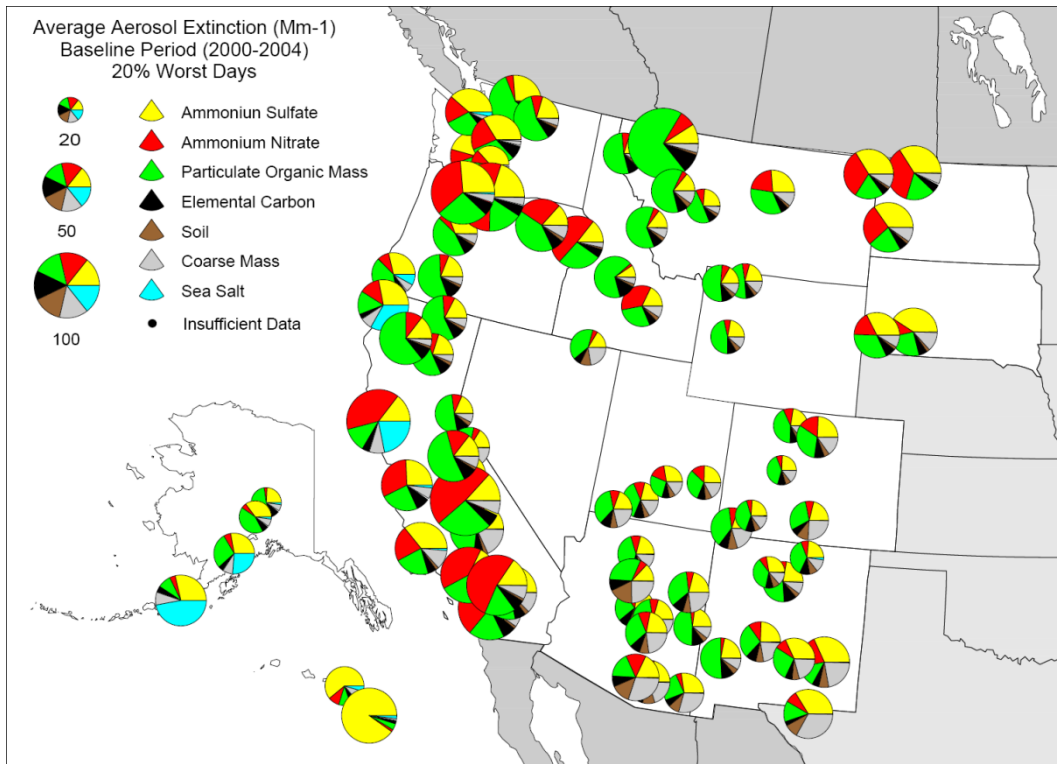 Average Aerosol Extinction (Mm-1)
Baseline Period (2000-2004)
20% Worst Days
20
50
100
Ammoniun Sulfate
Ammonium Nitrate
Particulate Organic Mass
Elemental Carbon
Soil
Coarse Mass
Sea Salt
Insufficient Data